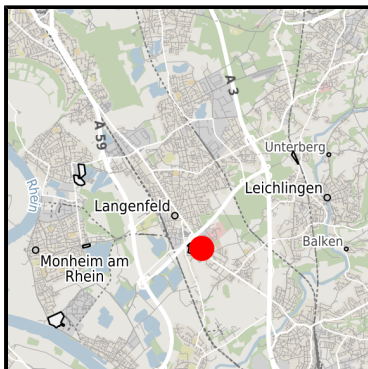 A 3
A 59
Unterberg
Rhein
Leichlingen
Langenfeld
Balken
Monheim am
Rhein